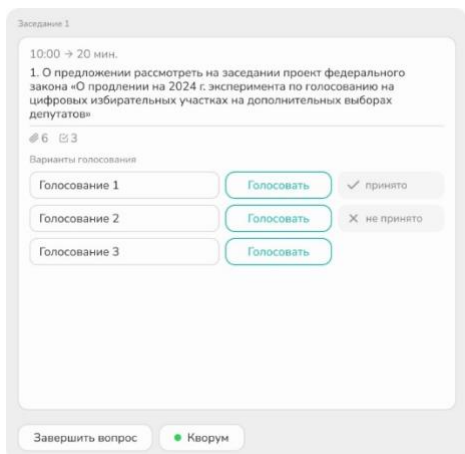 Заседание 1
10:00 → 20 мин.
1. О предложении рассмотреть на заседании проект федерального
закона «О продлении на 2024 г. эксперимента по голосованию на
цифровых избирательных участках на дополнительных выборах
депутатов»
6 3
Варианты голосования
Голосование 1 Голосовать принято
Голосование 2 Голосовать не принято
Голосование 3 Голосовать
Завершить вопрос Кворум